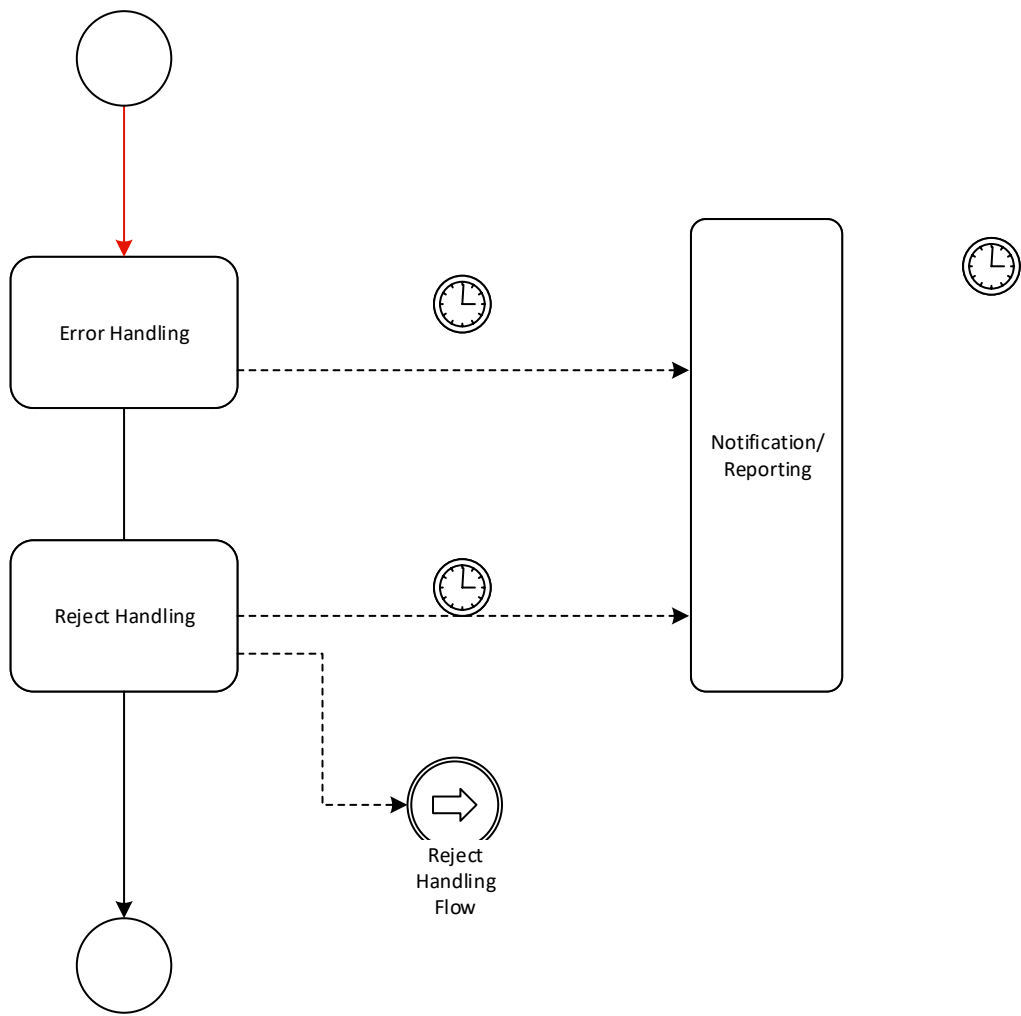 Error Handling
Notification/
Reporting
Reject Handling
Reject
Handling
Flow